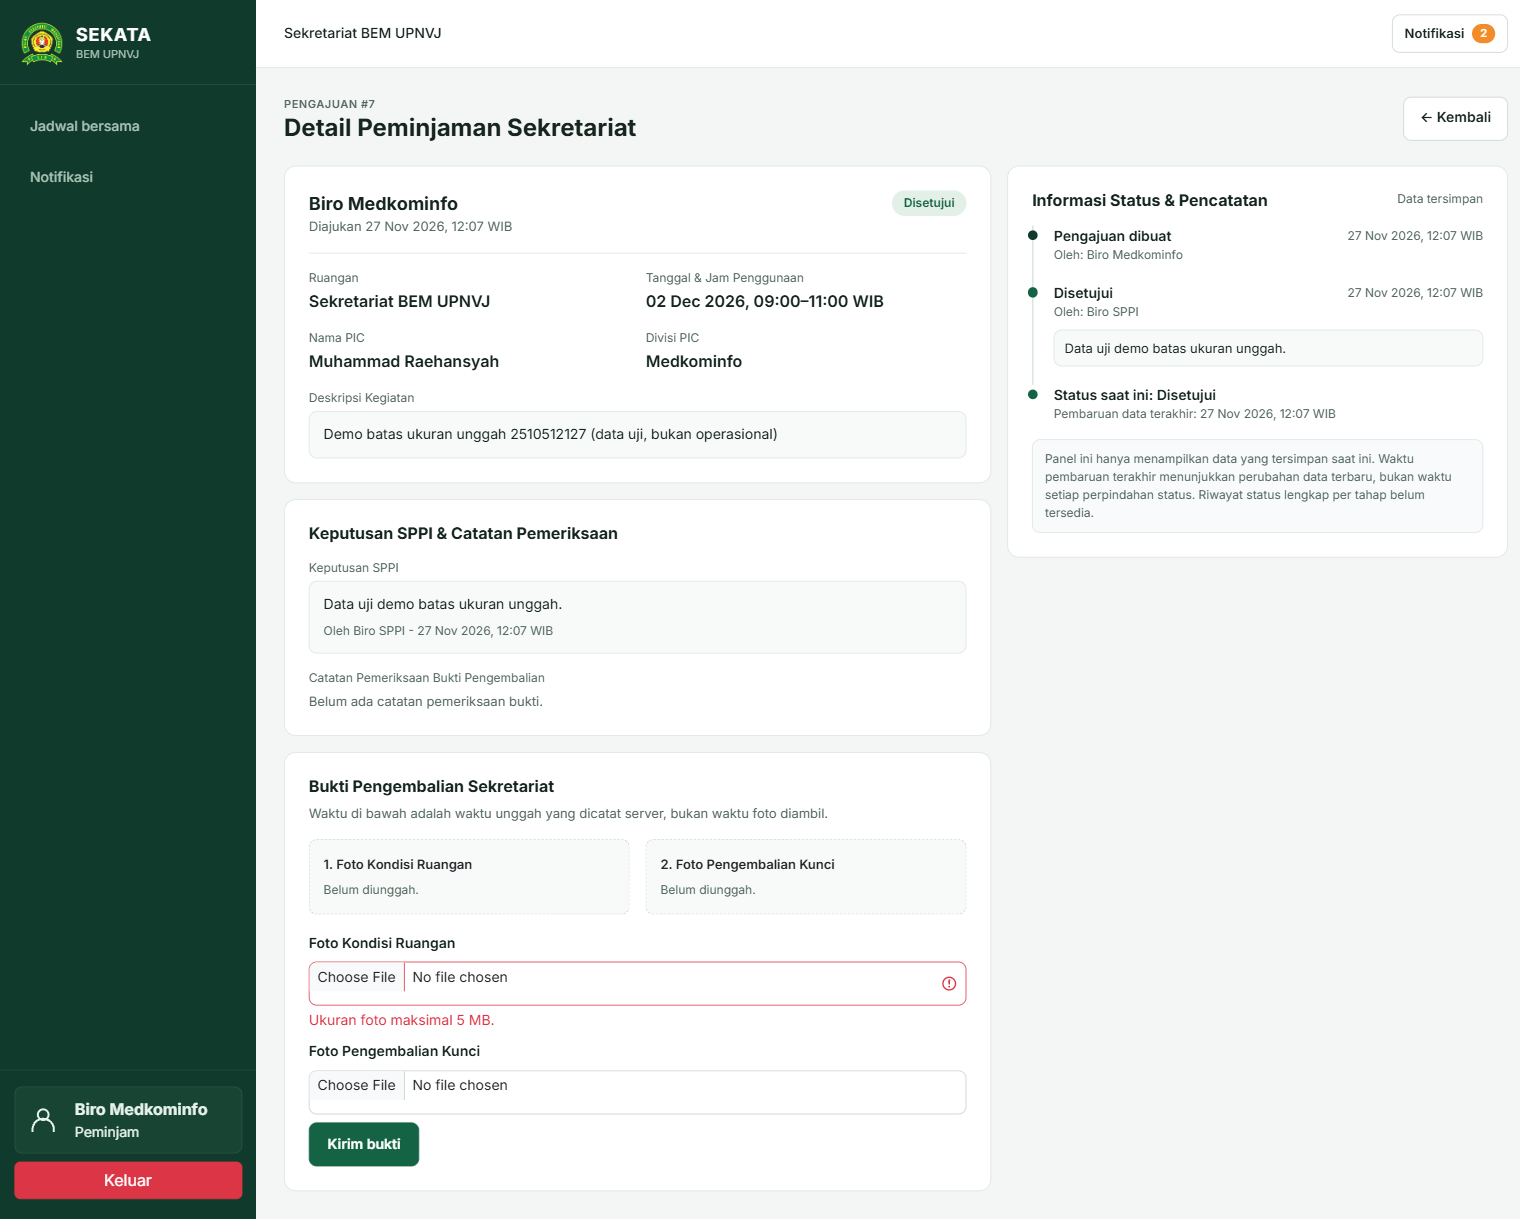 SEKATA
BEM UPNVJ
Jadwal bersama
Notifikasi
Biro Medkominfo
Peminjam
Keluar
Sekretariat BEM UPNVJ
Notifikasi 2
PENGAJUAN #7
Detail Peminjaman Sekretariat
← Kembali
Biro Medkominfo
Disetujui
Diajukan 27 Nov 2026, 12:07 WIB
Ruangan
Sekretariat BEM UPNVJ
Tanggal & Jam Penggunaan
02 Dec 2026, 09:00–11:00 WIB
Nama PIC
Muhammad Raehansyah
Divisi PIC
Medkominfo
Deskripsi Kegiatan
Demo batas ukuran unggah 2510512127 (data uji, bukan operasional)
Keputusan SPPI & Catatan Pemeriksaan
Keputusan SPPI
Data uji demo batas ukuran unggah.
Oleh Biro SPPI - 27 Nov 2026, 12:07 WIB
Catatan Pemeriksaan Bukti Pengembalian
Belum ada catatan pemeriksaan bukti.
Bukti Pengembalian Sekretariat
Waktu di bawah adalah waktu unggah yang dicatat server, bukan waktu foto diambil.
1. Foto Kondisi Ruangan
Belum diunggah.
2. Foto Pengembalian Kunci
Belum diunggah.
Foto Kondisi Ruangan
Choose File No file chosen
Ukuran foto maksimal 5 MB.
Foto Pengembalian Kunci
Choose File No file chosen
Kirim bukti
Informasi Status & Pencatatan
Data tersimpan
Pengajuan dibuat
27 Nov 2026, 12:07 WIB
Oleh: Biro Medkominfo
Disetujui
27 Nov 2026, 12:07 WIB
Oleh: Biro SPPI
Data uji demo batas ukuran unggah.
Status saat ini: Disetujui
Pembaruan data terakhir: 27 Nov 2026, 12:07 WIB
Panel ini hanya menampilkan data yang tersimpan saat ini. Waktu
pembaruan terakhir menunjukkan perubahan data terbaru, bukan waktu
setiap perpindahan status. Riwayat status lengkap per tahap belum
tersedia.